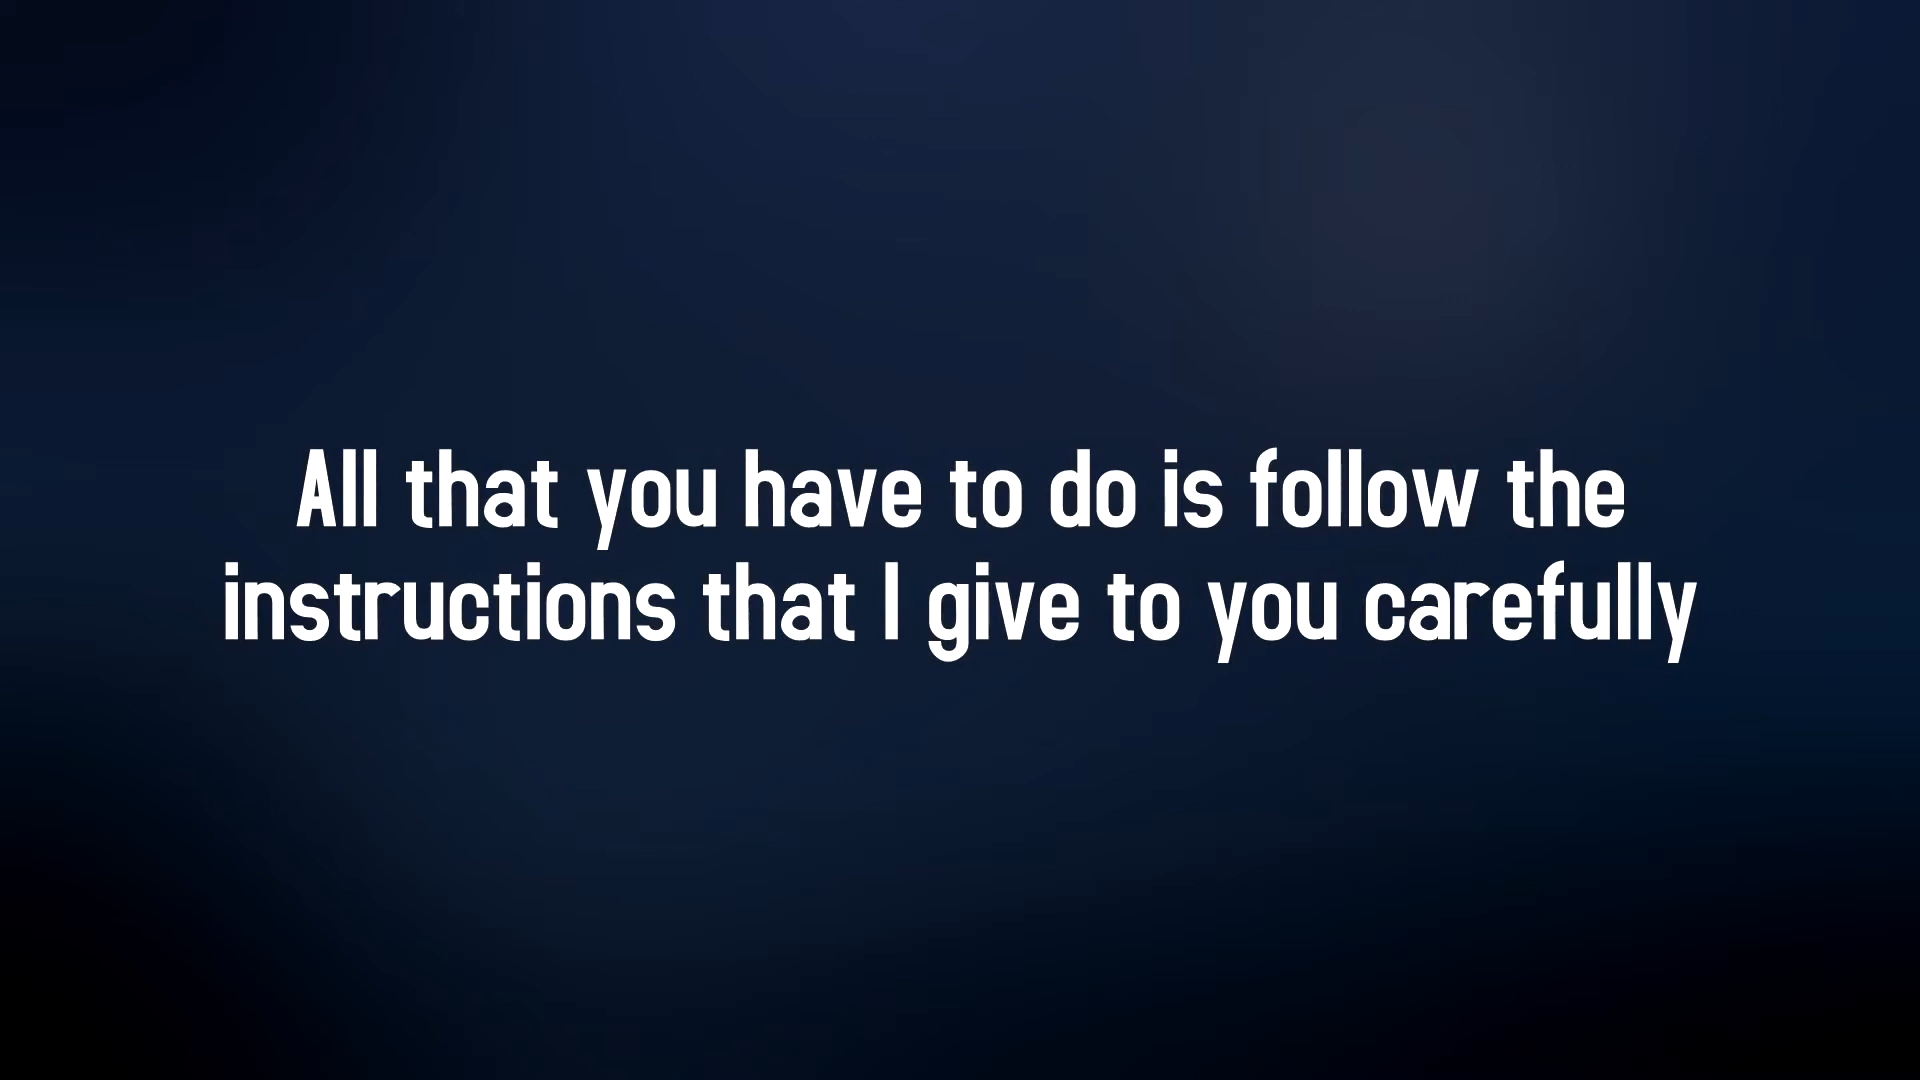 All that you have to do is follow the
instructions that I give to you carefully